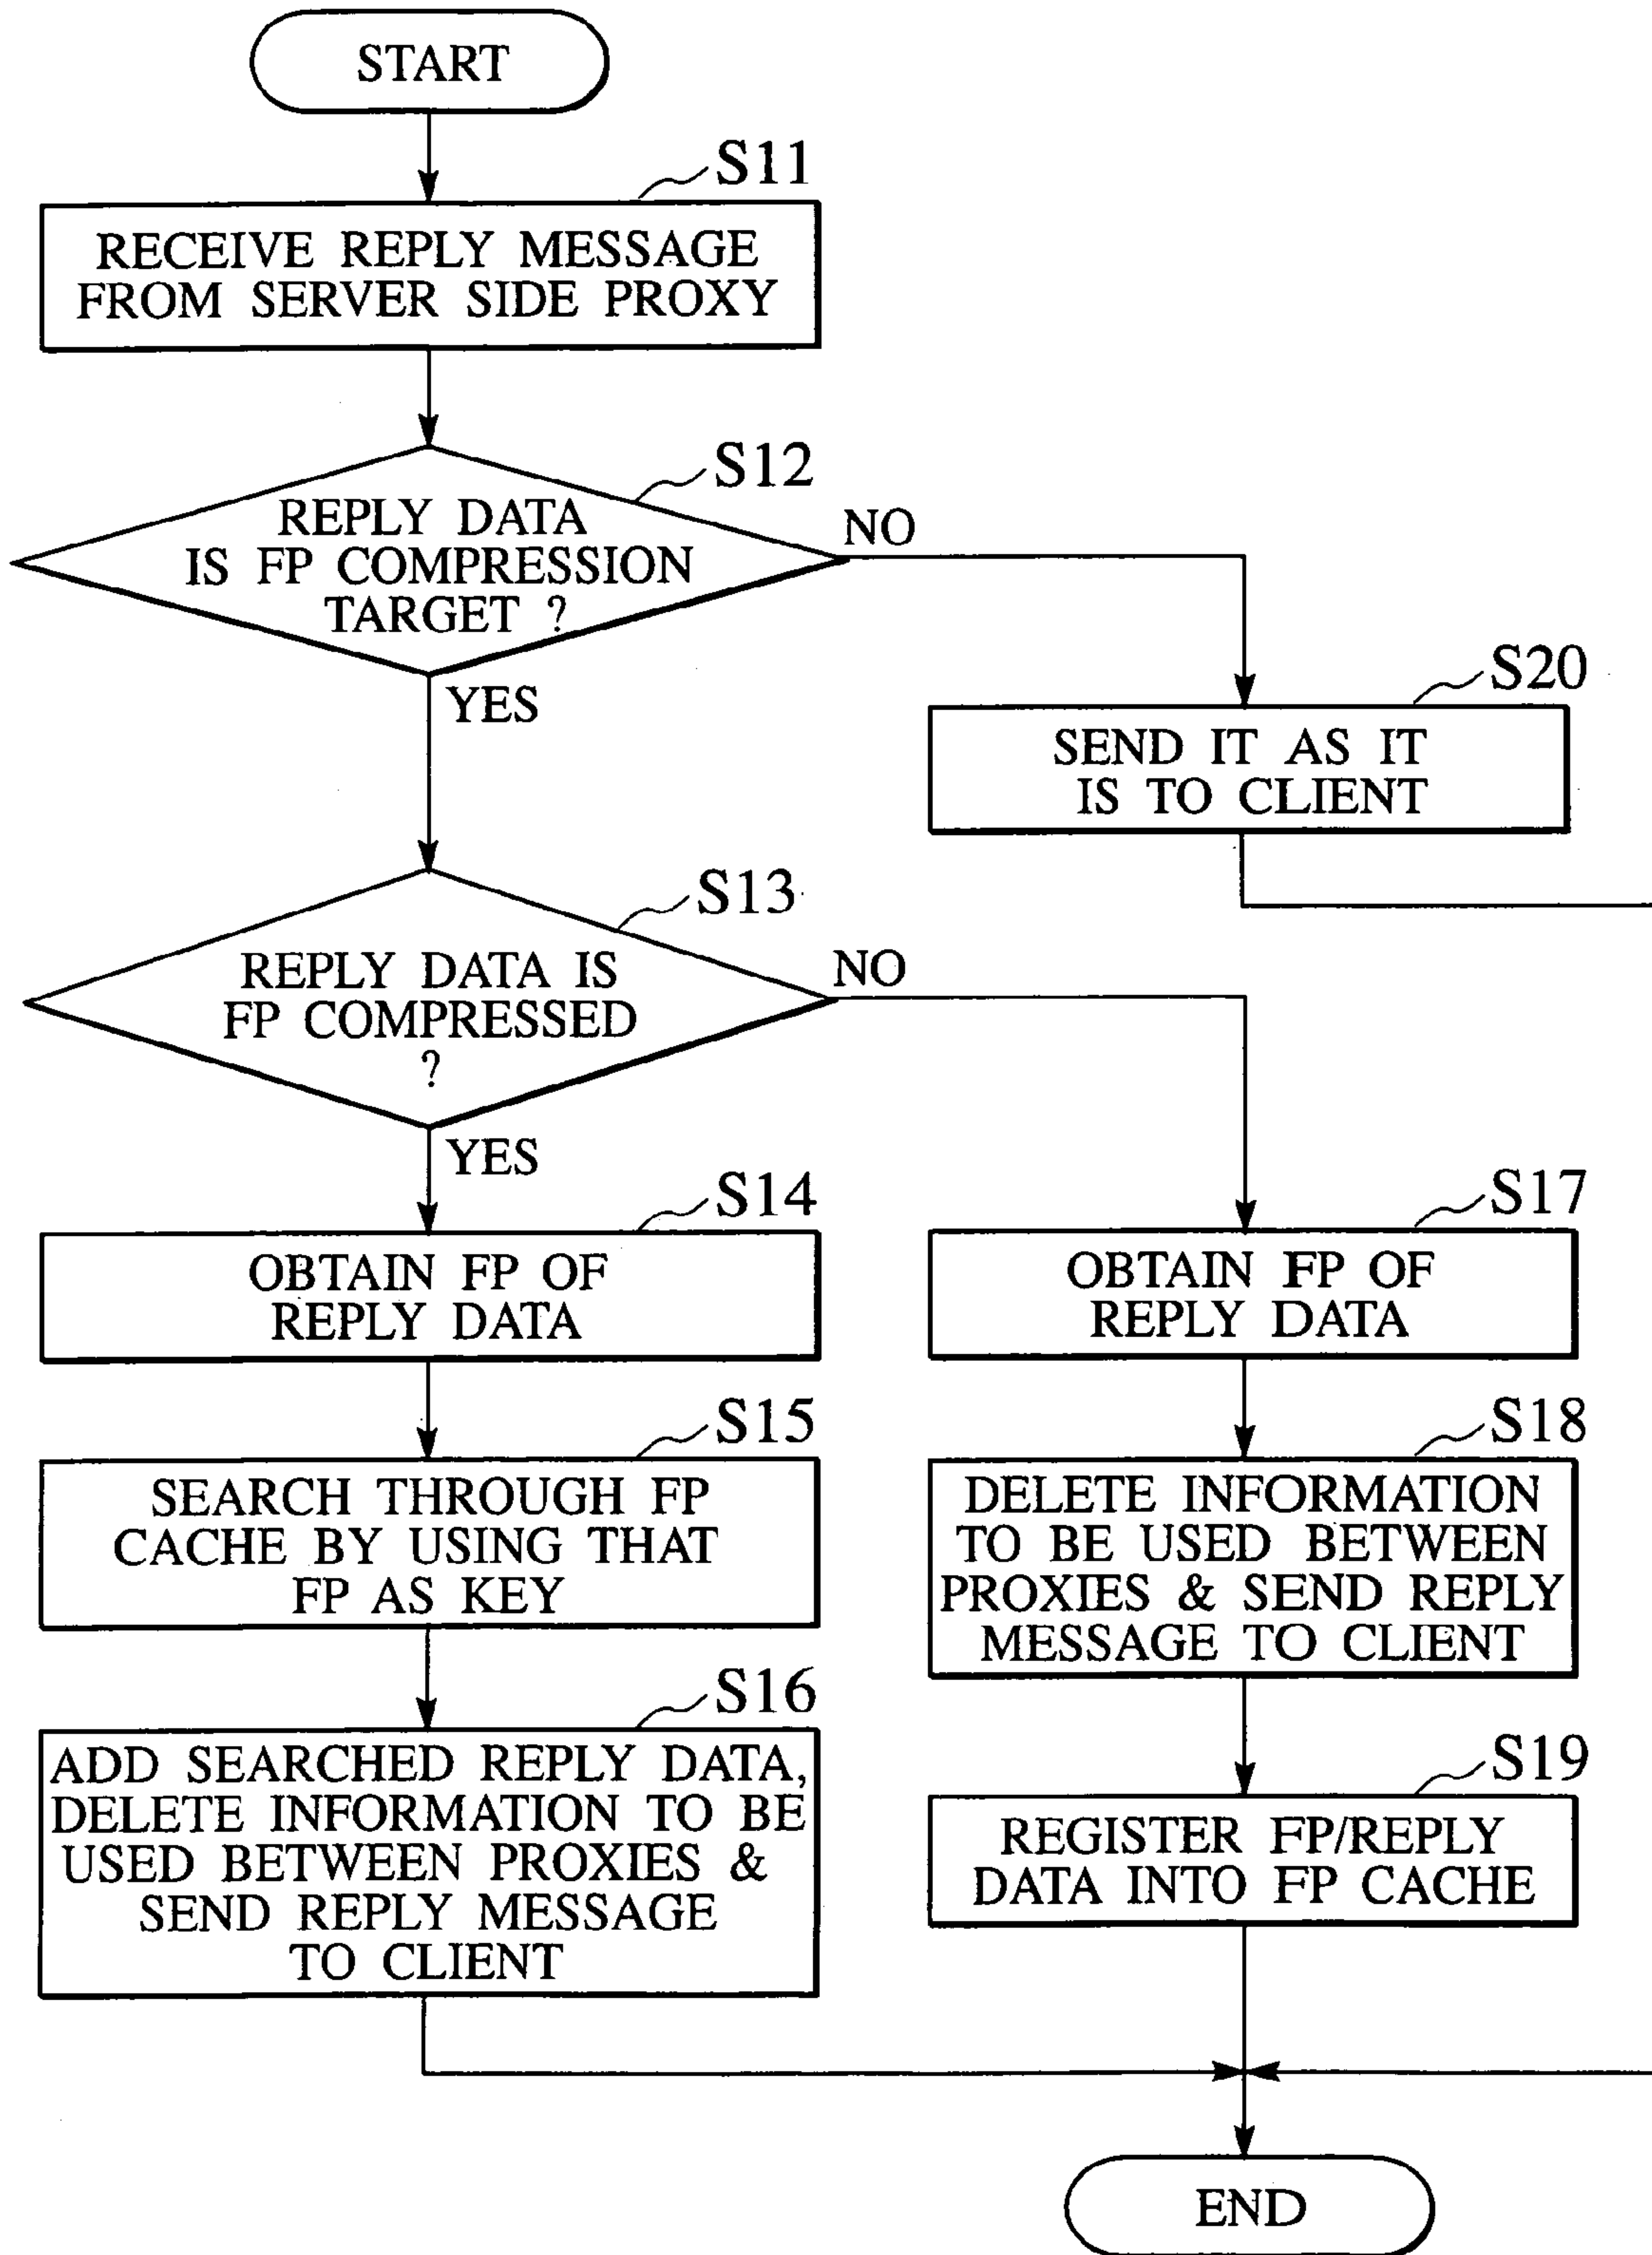 START
S11
RECEIVE REPLY MESSAGE
FROM SERVER SIDE PROXY
S12
REPLY DATA
IS FP COMPRESSION
TARGET ?
NO
YES
S20
SEND IT AS IT
IS TO CLIENT
S13
REPLY DATA IS
FP COMPRESSED
?
NO
YES
S14
OBTAIN FP OF
REPLY DATA
S17
OBTAIN FP OF
REPLY DATA
S15
SEARCH THROUGH FP
CACHE BY USING THAT
FP AS KEY
S18
DELETE INFORMATION
TO BE USED BETWEEN
PROXIES & SEND REPLY
MESSAGE TO CLIENT
S16
ADD SEARCHED REPLY DATA,
DELETE INFORMATION TO BE
USED BETWEEN PROXIES &
SEND REPLY MESSAGE
TO CLIENT
S19
REGISTER FP/REPLY
DATA INTO FP CACHE
END